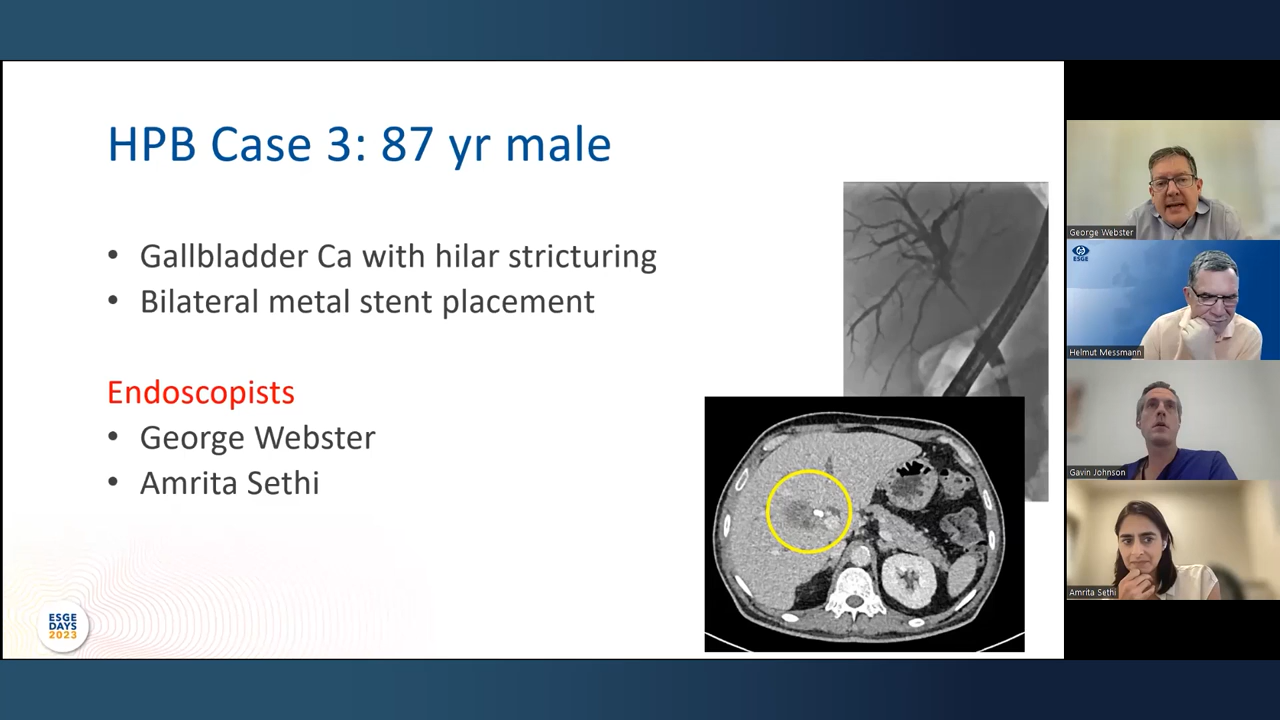 HPB Case 3: 87 yr male
• Gallbladder Ca with hilar stricturing
• Bilateral metal stent placement
Endoscopists
• George Webster
• Amrita Sethi
ESGE
DAYS
2023
George Webster
ESGE
Helmut Messmann
Gavin Johnson
Amrita Sethi